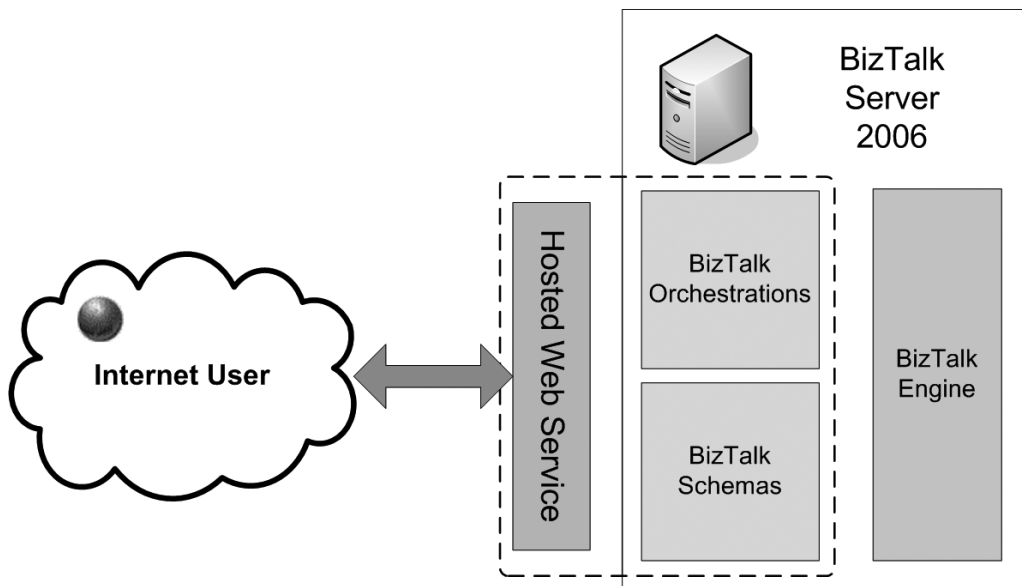 BizTalk
Server
2006
Internet User
Hosted Web Service
BizTalk
Orchestrations
BizTalk
Schemas
BizTalk
Engine